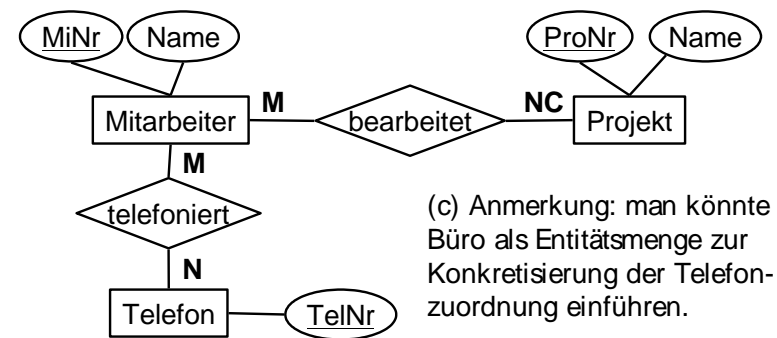 MiNr Name ProNr Name
Mitarbeiter M bearbeitet NC Projekt
M
telefoniert
N
Telefon TelNr
(c) Anmerkung: man könnte
Büro als Entitätsmenge zur
Konkretisierung der Telefon-
zuordnung einführen.